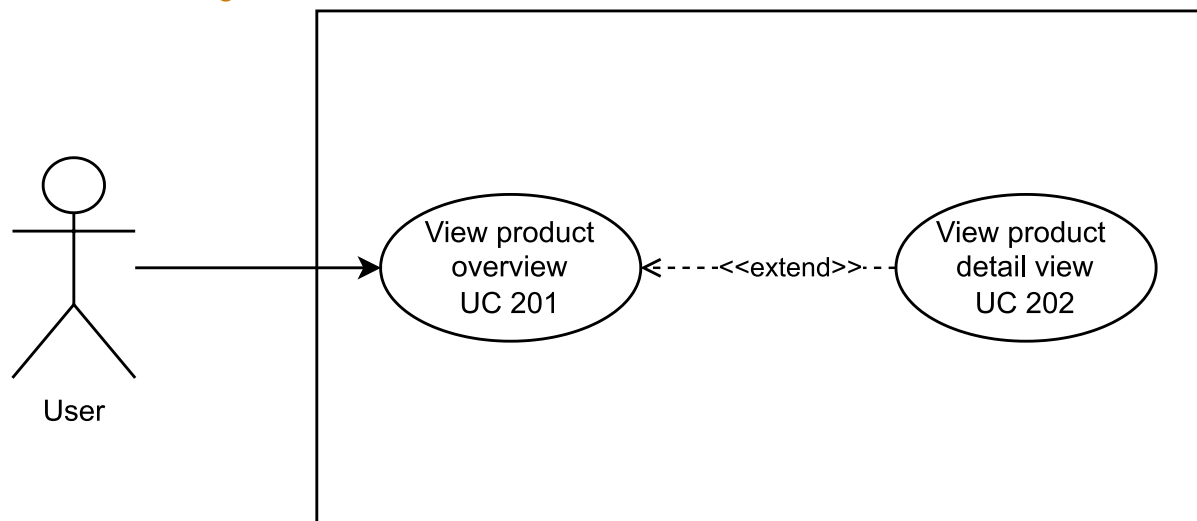 View product
overview
UC 201
<<extend>>
View product
detail view
UC 202
User